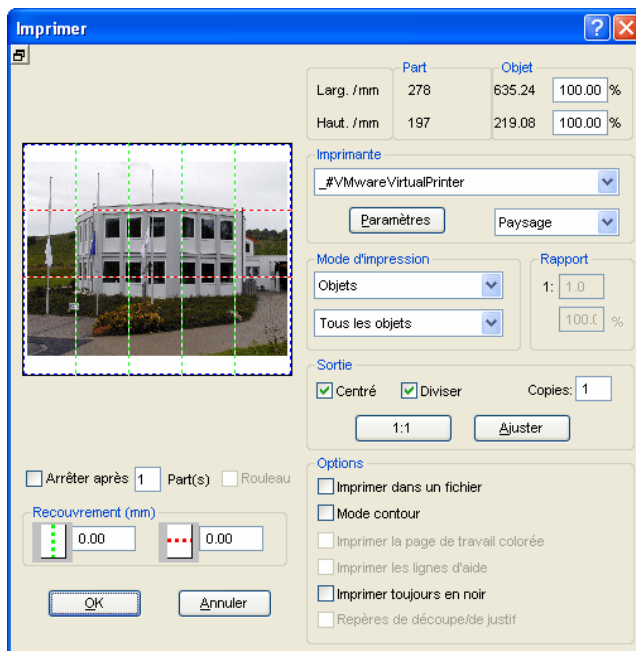 Imprimer
Part Objet
Larg. /mm 278 635.24 100.00 %
Haut. /mm 197 219.08 100.00 %
Imprimante
_#VMwareVirtualPrinter
Paramètres Paysage
Mode d'impression Rapport
Objets 1: 1.0
Tous les objets %
Sortie
Centré Diviser Copies: 1
1:1 Ajuster
Arrêter après 1 Part(s) Rouleau
Recouvrement (mm)
0.00 0.00
OK Annuler
Options
Imprimer dans un fichier
Mode contour
Imprimer la page de travail colorée
Imprimer les lignes d'aide
Imprimer toujours en noir
Repères de découpe/de justif